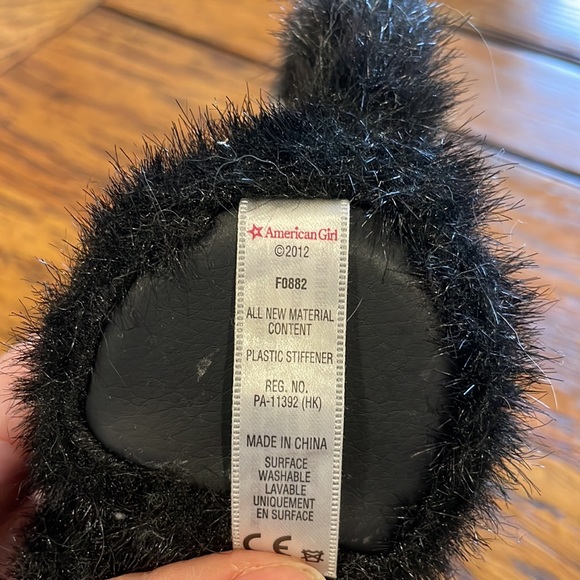 American Girl
©2012
F0882
ALL NEW MATERIAL
CONTENT
PLASTIC STIFFENER
REG. NO.
PA-11392 (HK)
MADE IN CHINA
SURFACE
WASHABLE
LAVABLE
UNIQUEMENT
EN SURFACE
CE